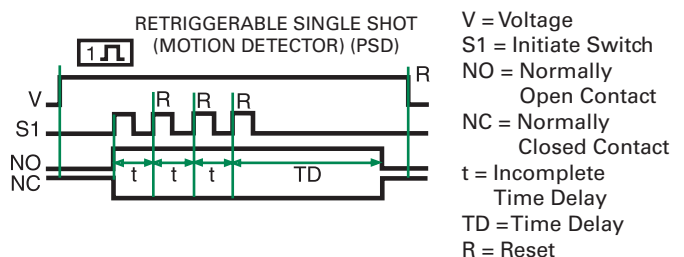 RETRIGGERABLE SINGLE SHOT
(MOTION DETECTOR) (PSD)
1
R
V
R R R
S1
NO
NC
t t t TD
V = Voltage
S1 = Initiate Switch
NO = Normally
Open Contact
NC = Normally
Closed Contact
t = Incomplete
Time Delay
TD = Time Delay
R = Reset